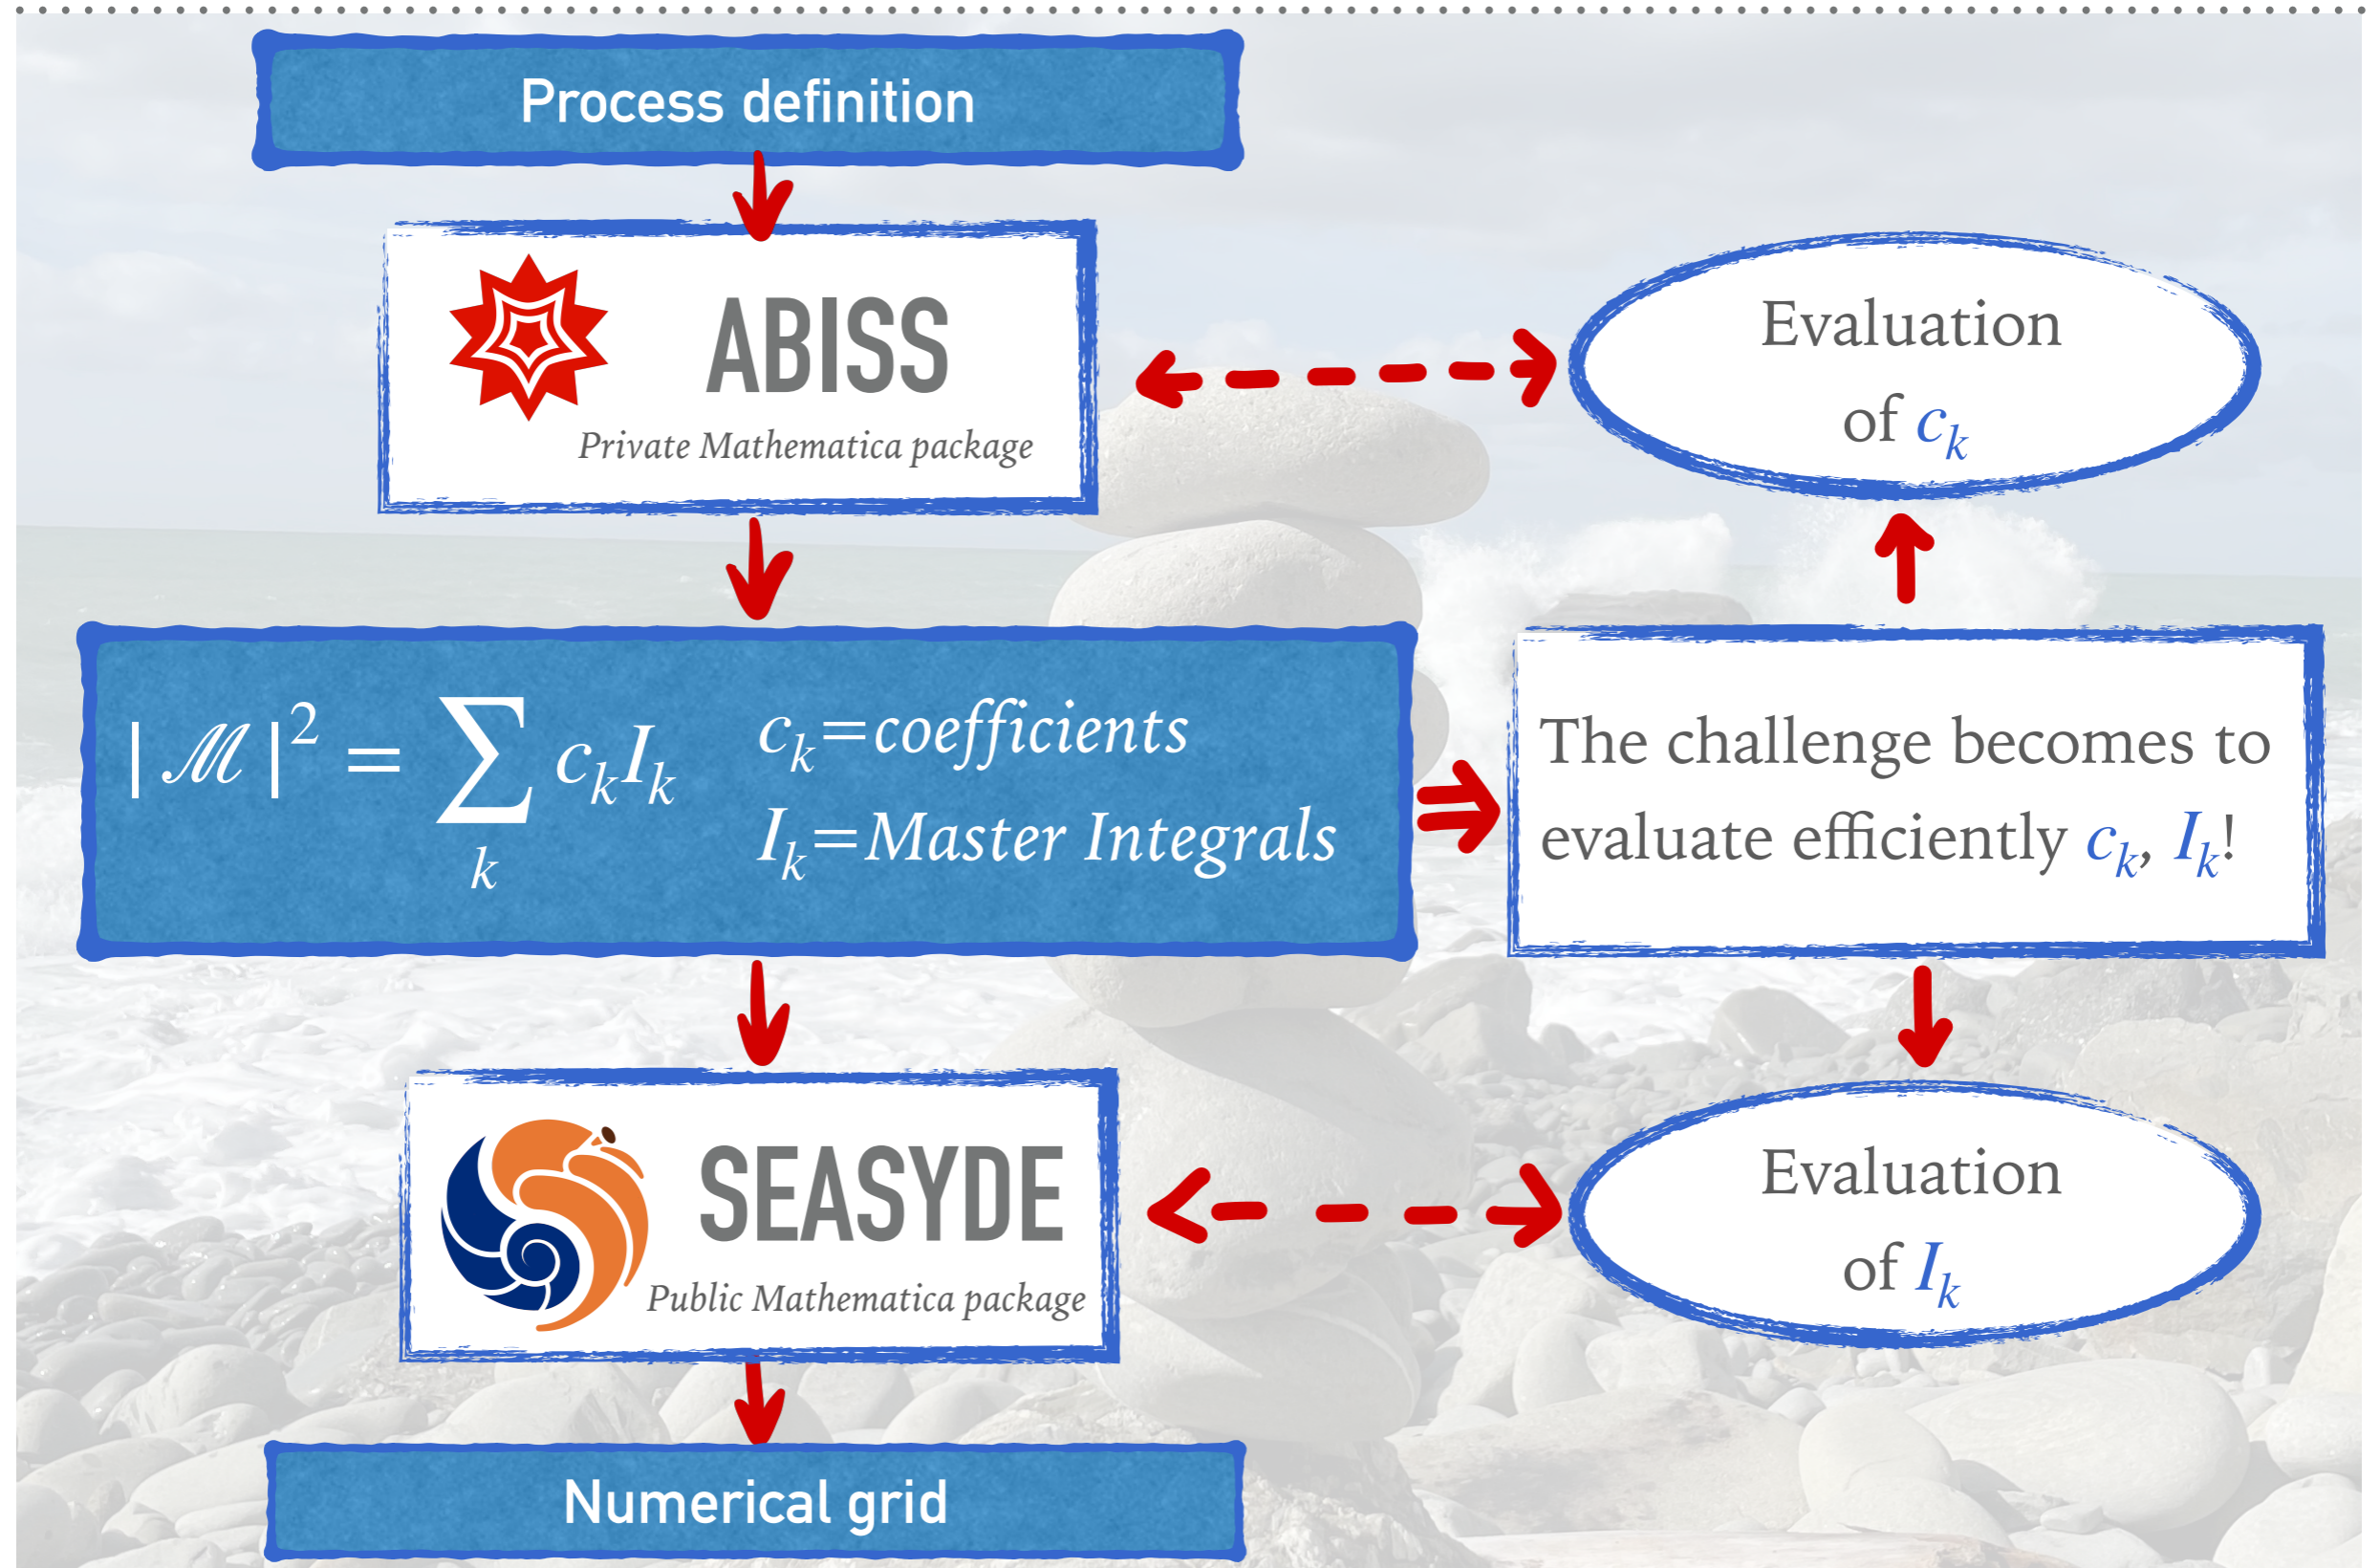 Process definition
ABISS
Private Mathematica package
Evaluation
of c_k
|ℳ|² = ∑_k c_k I_k
c_k=coefficients
I_k=Master Integrals
The challenge becomes to
evaluate efficiently c_k, I_k!
SEASYDE
Public Mathematica package
Evaluation
of I_k
Numerical grid